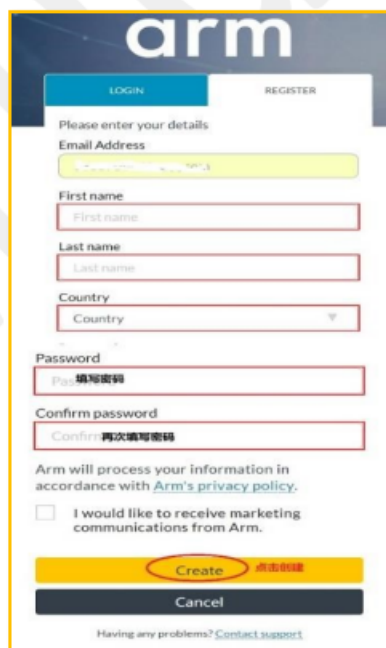 arm
LOGIN REGISTER
Please enter your details
Email Address
First name
First name
Last name
Last name
Country
Country
Password
填写密码
Confirm password
Confirm 再次填写密码
Arm will process your information in
accordance with Arm's privacy policy.
I would like to receive marketing
communications from Arm.
Create 点击创建
Cancel
Having any problems? Contact support